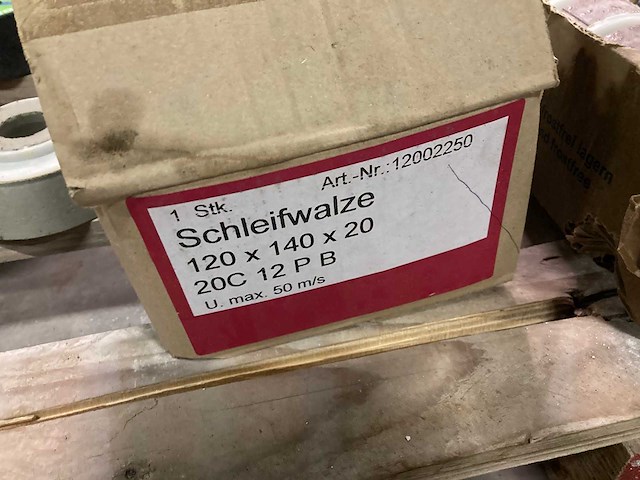 1 Stk. Art.-Nr.:12002250
Schleifwalze
120 x 140 x 20
20C 12 P B
U. max. 50 m/s